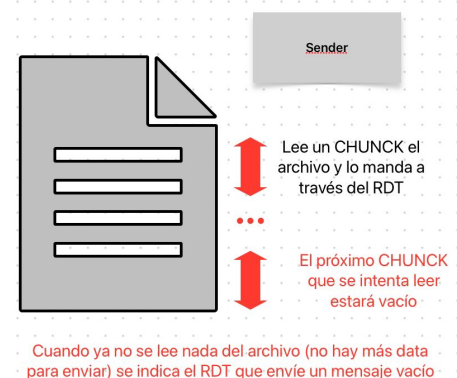 Sender
Lee un CHUNCK el
archivo y lo manda a
través del RDT
El próximo CHUNCK
que se intenta leer
estará vacío
Cuando ya no se lee nada del archivo (no hay más data
para enviar) se indica el RDT que envíe un mensaje vacío